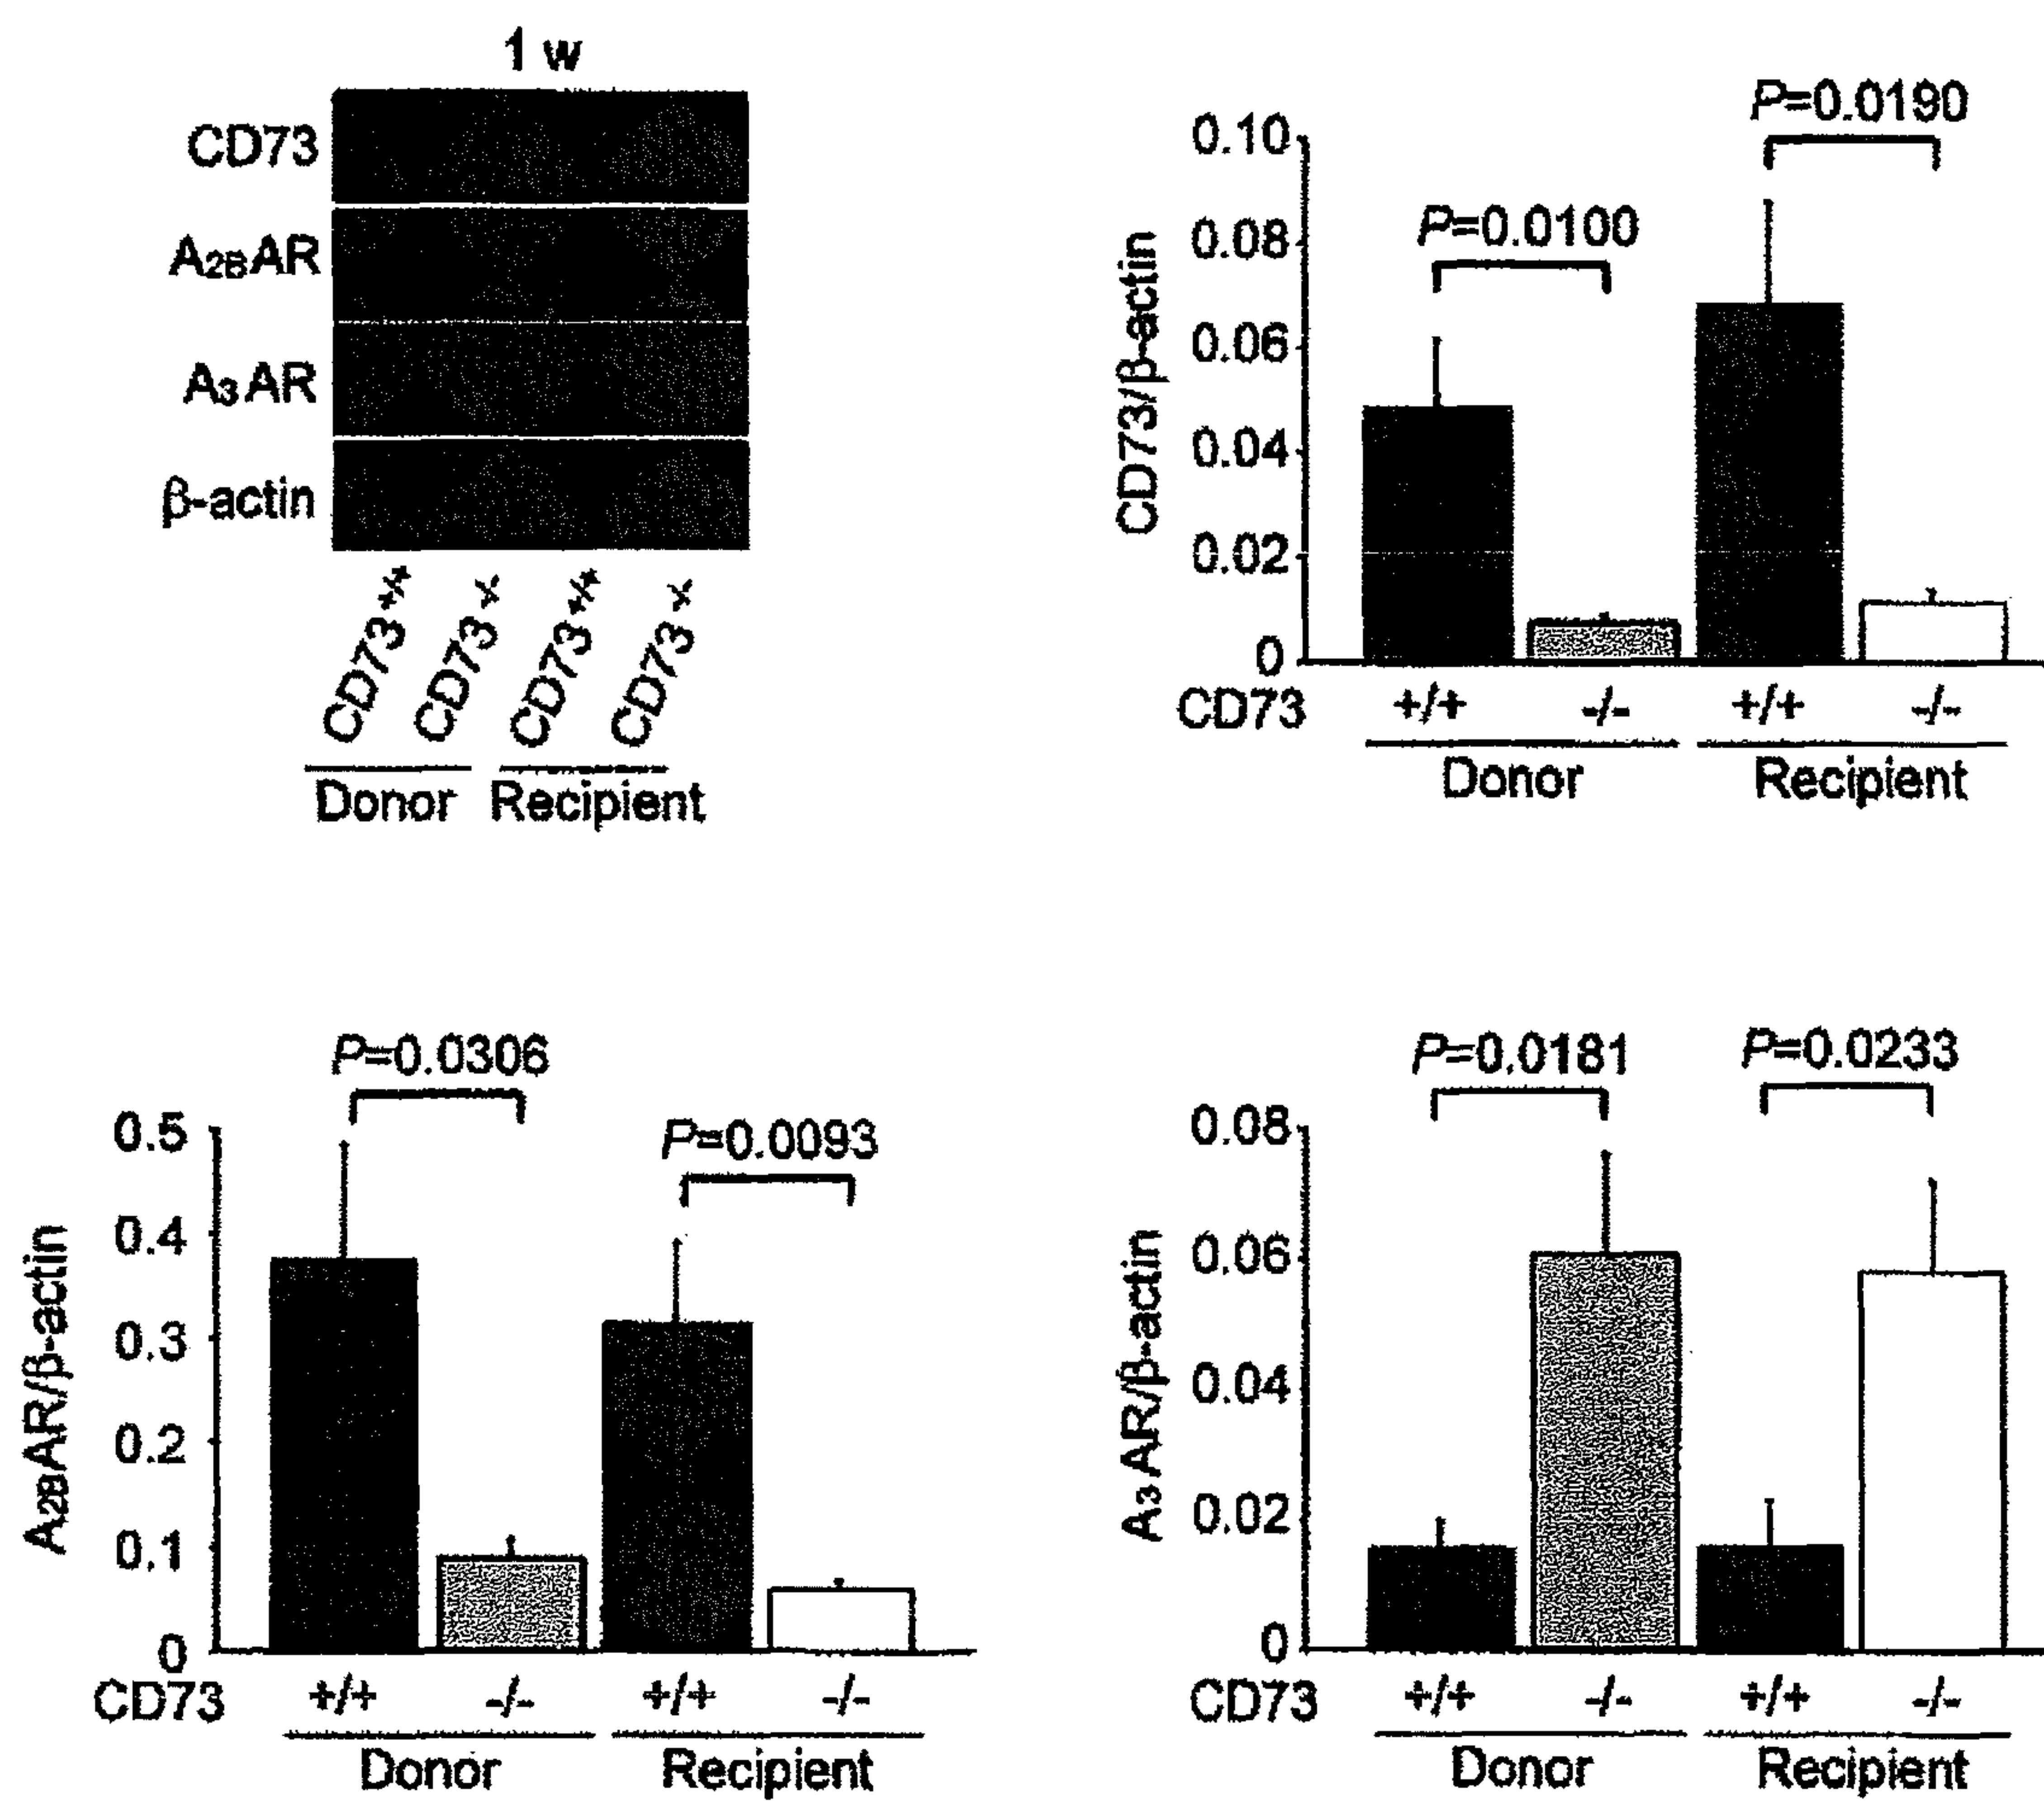 1 w
CD73
A2BAR
A3AR
β-actin
CD73+/+ CD73-/- CD73+/+ CD73-/-
Donor Recipient
P=0.0190
P=0.0100
CD73/β-actin
0.10
0.08
0.06
0.04
0.02
0
CD73 +/+ -/- +/+ -/-
Donor Recipient
P=0.0306
P=0.0093
A2BAR/β-actin
0.5
0.4
0.3
0.2
0.1
0
CD73 +/+ -/- +/+ -/-
Donor Recipient
P=0.0181 P=0.0233
A3AR/β-actin
0.08
0.06
0.04
0.02
0
CD73 +/+ -/- +/+ -/-
Donor Recipient